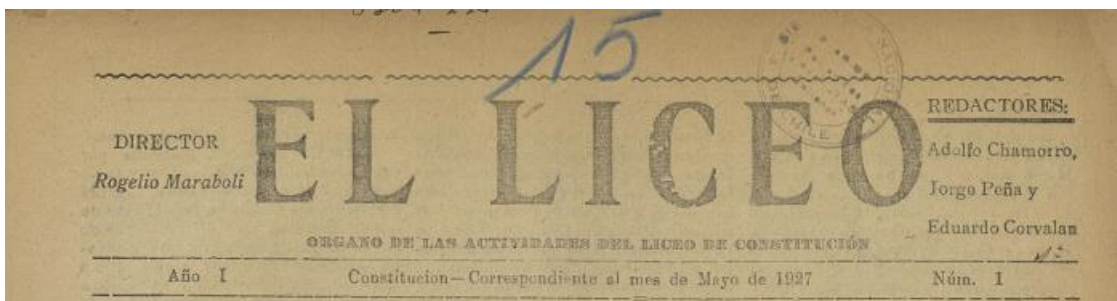 15
DIRECTOR
Rogelio Maraboli
EL LICEO
REDACTORES:
Adolfo Chamorro,
Jorge Peña y
Eduardo Corvalan
ORGANO DE LAS ACTIVIDADES DEL LICEO DE CONSTITUCIÓN
Año I Constitucion—Correspondiente al mes de Mayo de 1927 Núm. 1
CHILE